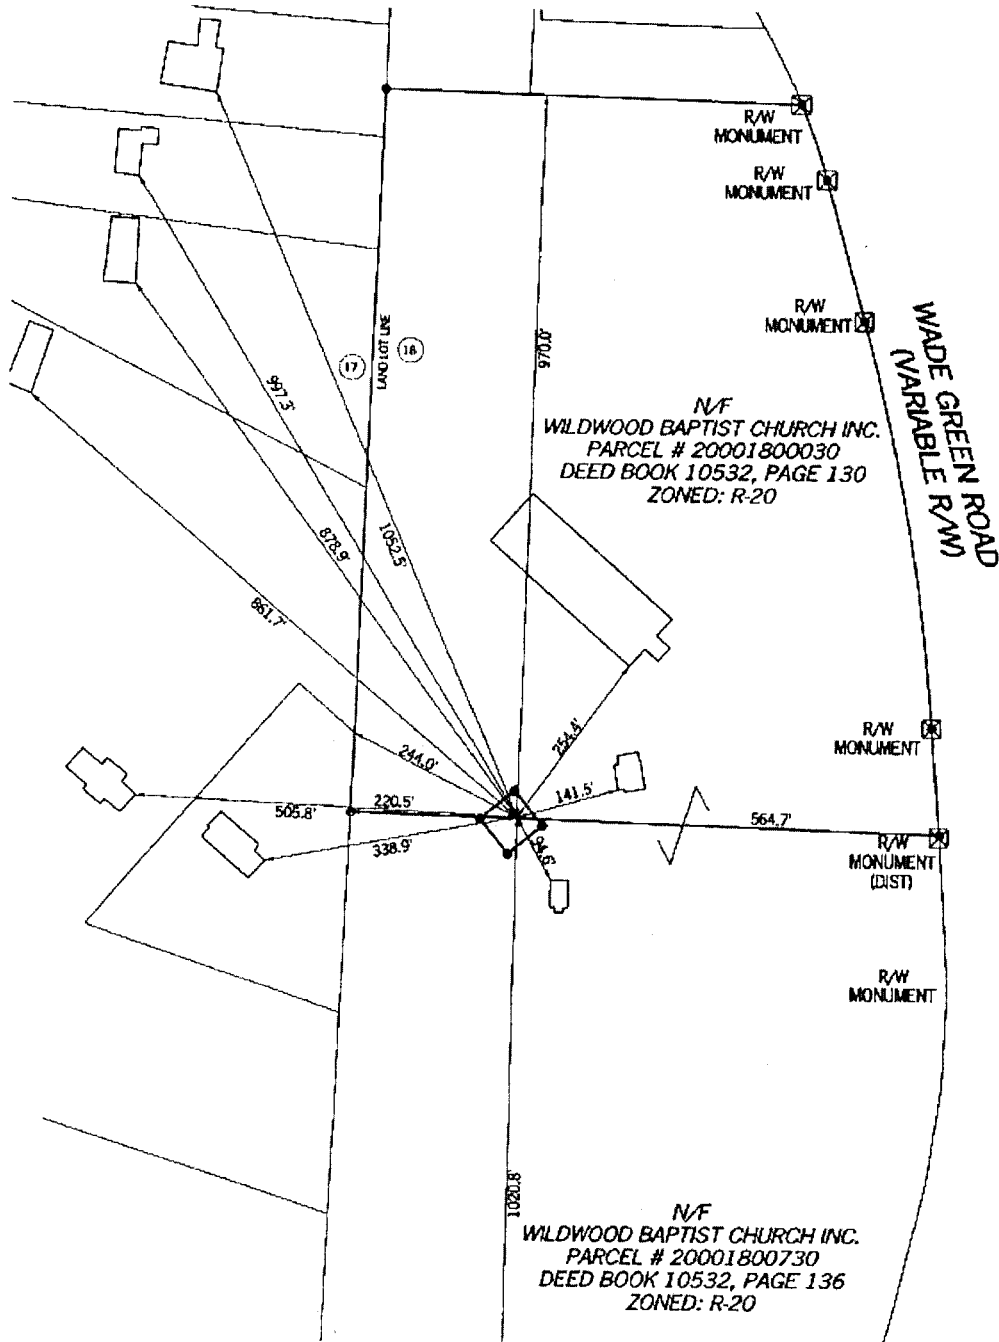 R/W
MONUMENT
R/W
MONUMENT
R/W
MONUMENT
WADE GREEN ROAD
(VARIABLE R/W)
LAND LOT LINE
17
18
970.0'
997.3'
N/F
WILDWOOD BAPTIST CHURCH INC.
PARCEL # 20001800030
DEED BOOK 10532, PAGE 130
ZONED: R-20
878.9'
1052.5'
861.7'
254.4'
244.0'
R/W
MONUMENT
141.5'
220.5'
505.8'
564.7'
338.9'
94.6'
R/W
MONUMENT
(DIST)
R/W
MONUMENT
1020.8'
N/F
WILDWOOD BAPTIST CHURCH INC.
PARCEL # 20001800730
DEED BOOK 10532, PAGE 136
ZONED: R-20